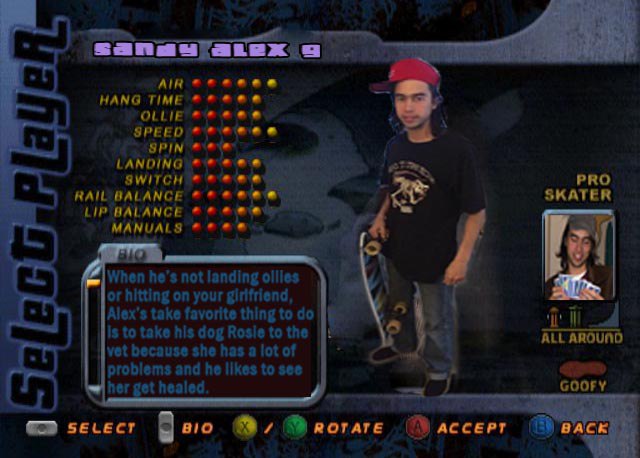 Select Player
Sandy Alex G
AIR
HANG TIME
OLLIE
SPEED
SPIN
LANDING
SWITCH
RAIL BALANCE
LIP BALANCE
MANUALS
PRO
SKATER
ALL AROUND
GOOFY
BIO
When he's not landing ollies
or hitting on your girlfriend,
Alex's take favorite thing to do
is to take his dog Rosie to the
vet because she has a lot of
problems and he likes to see
her get healed.
SELECT BIO X / Y ROTATE A ACCEPT B BACK